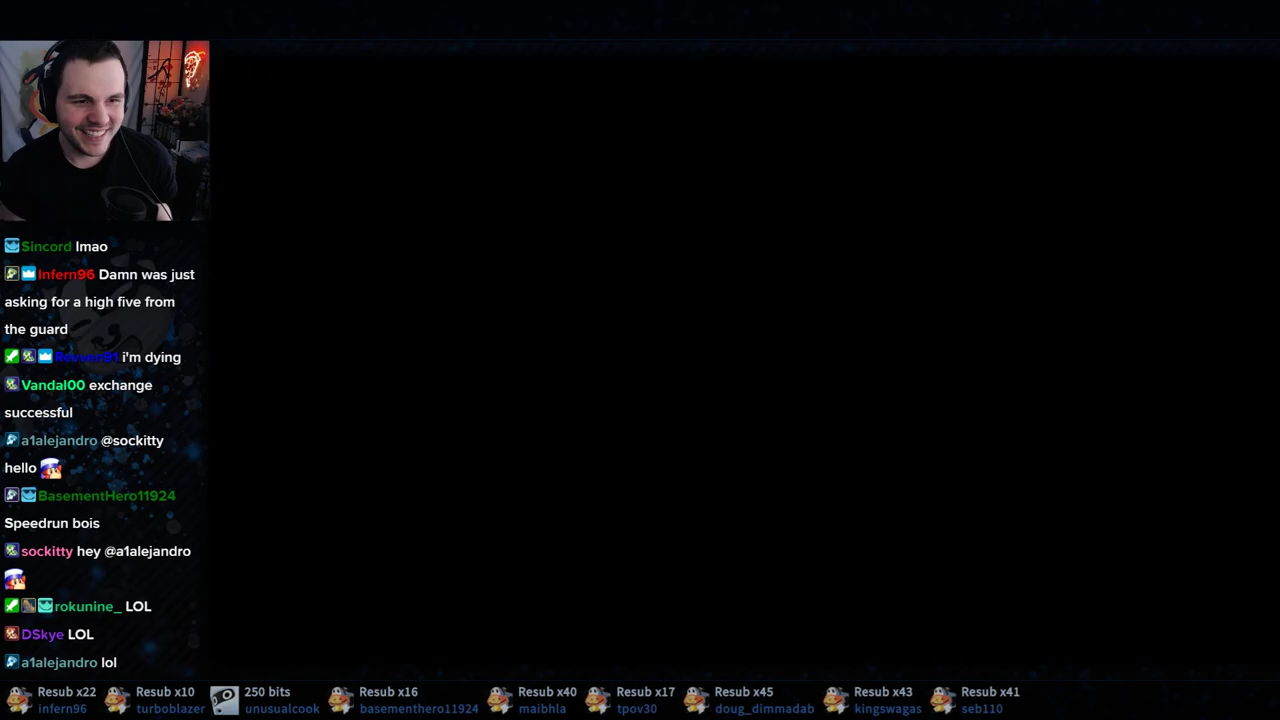 Sincord lmao
Infern96 Damn was just
asking for a high five from
the guard
Revven91 i'm dying
Vandal00 exchange
successful
a1alejandro @sockitty
hello
BasementHero11924
Speedrun bois
sockitty hey @a1alejandro
rokunine_ LOL
DSkye LOL
a1alejandro lol
Resub x22
infern96
Resub x10
turboblazer
250 bits
unusualcook
Resub x16
basementhero11924
Resub x40
maibhla
Resub x17
tpov30
Resub x45
doug_dimmadab
Resub x43
kingswagas
Resub x41
seb110